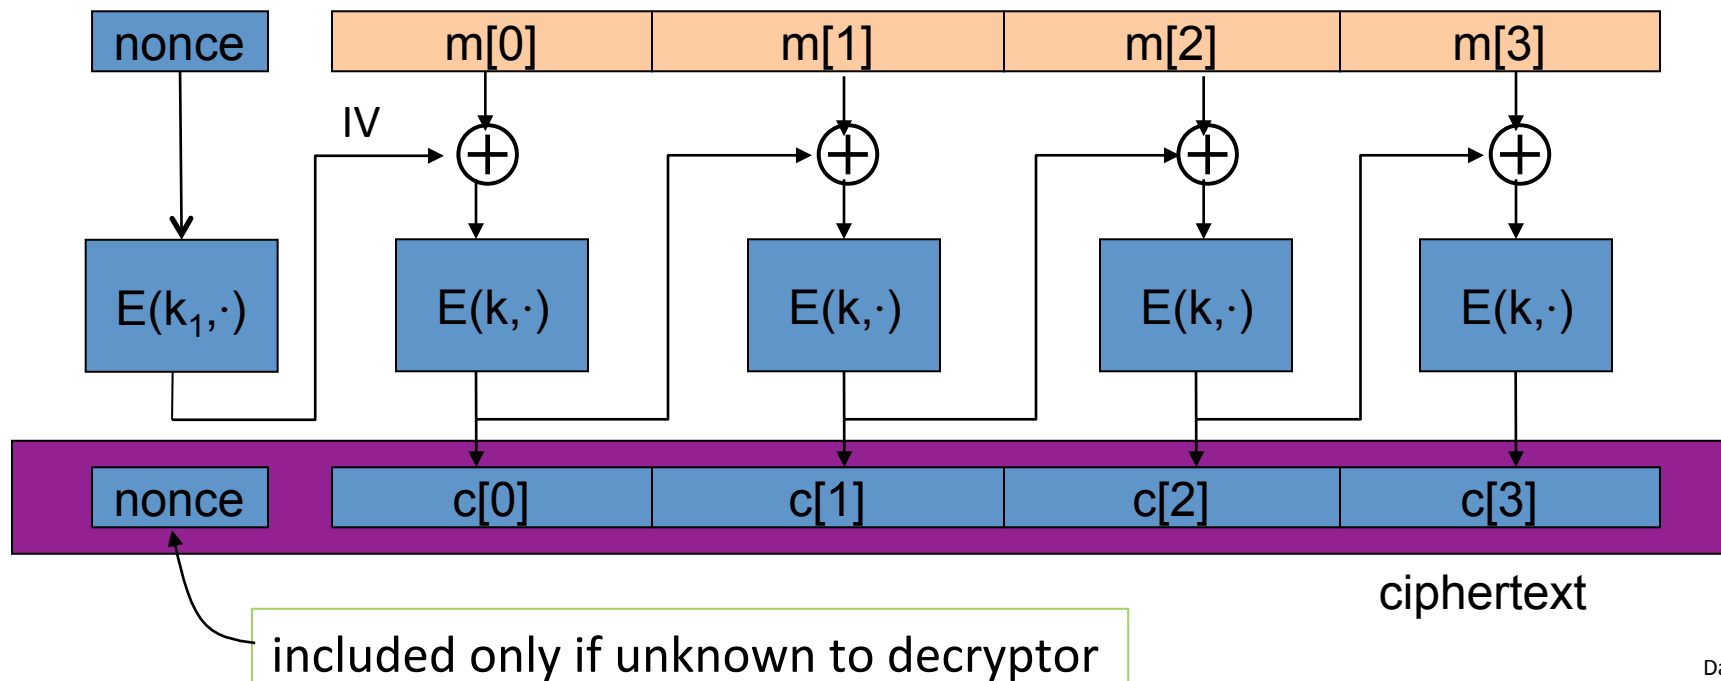 nonce m[0] m[1] m[2] m[3]
IV
E(k₁,·) E(k,·) E(k,·) E(k,·) E(k,·)
nonce c[0] c[1] c[2] c[3]
ciphertext
included only if unknown to decryptor